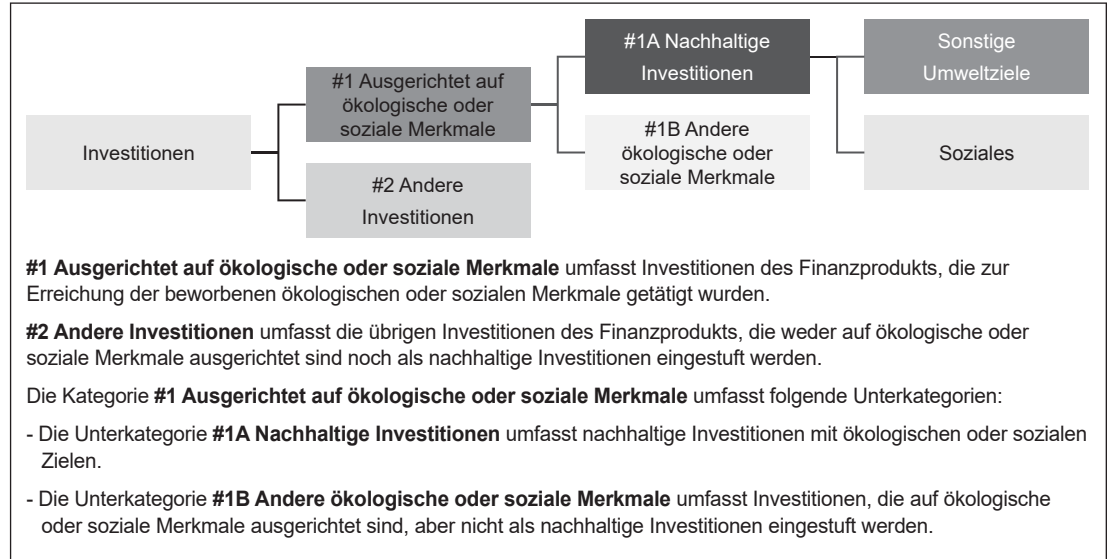 Investitionen
#1 Ausgerichtet auf
ökologische oder
soziale Merkmale
#2 Andere
Investitionen
#1A Nachhaltige
Investitionen
#1B Andere
ökologische oder
soziale Merkmale
Sonstige
Umweltziele
Soziales
#1 Ausgerichtet auf ökologische oder soziale Merkmale umfasst Investitionen des Finanzprodukts, die zur
Erreichung der beworbenen ökologischen oder sozialen Merkmale getätigt wurden.
#2 Andere Investitionen umfasst die übrigen Investitionen des Finanzprodukts, die weder auf ökologische oder
soziale Merkmale ausgerichtet sind noch als nachhaltige Investitionen eingestuft werden.
Die Kategorie #1 Ausgerichtet auf ökologische oder soziale Merkmale umfasst folgende Unterkategorien:
- Die Unterkategorie #1A Nachhaltige Investitionen umfasst nachhaltige Investitionen mit ökologischen oder sozialen
Zielen.
- Die Unterkategorie #1B Andere ökologische oder soziale Merkmale umfasst Investitionen, die auf ökologische
oder soziale Merkmale ausgerichtet sind, aber nicht als nachhaltige Investitionen eingestuft werden.